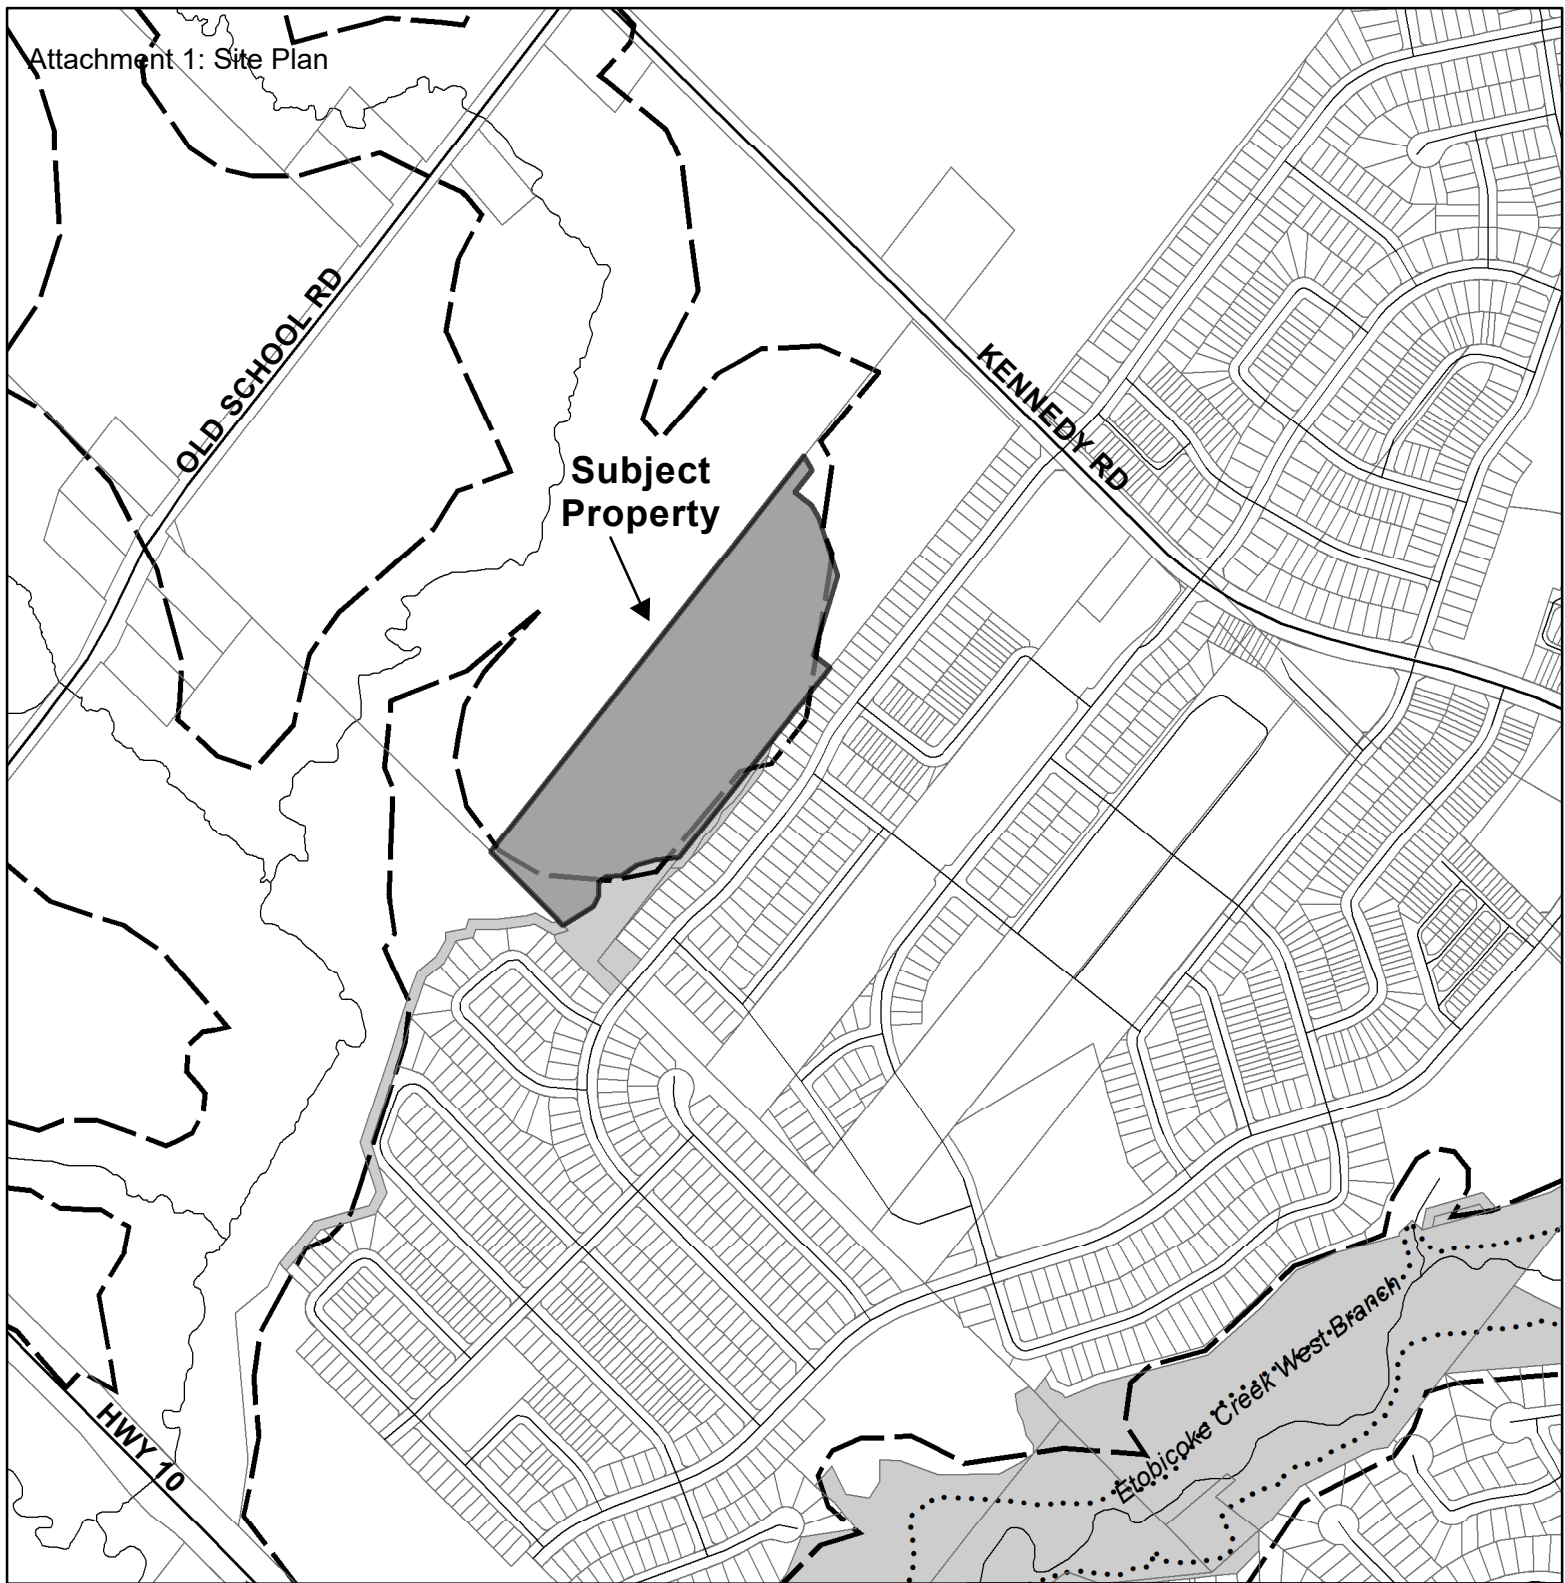 Attachment 1: Site Plan
OLD SCHOOL RD
KENNEDY RD
Subject
Property
Etobicoke Creek West Branch
HWY 10